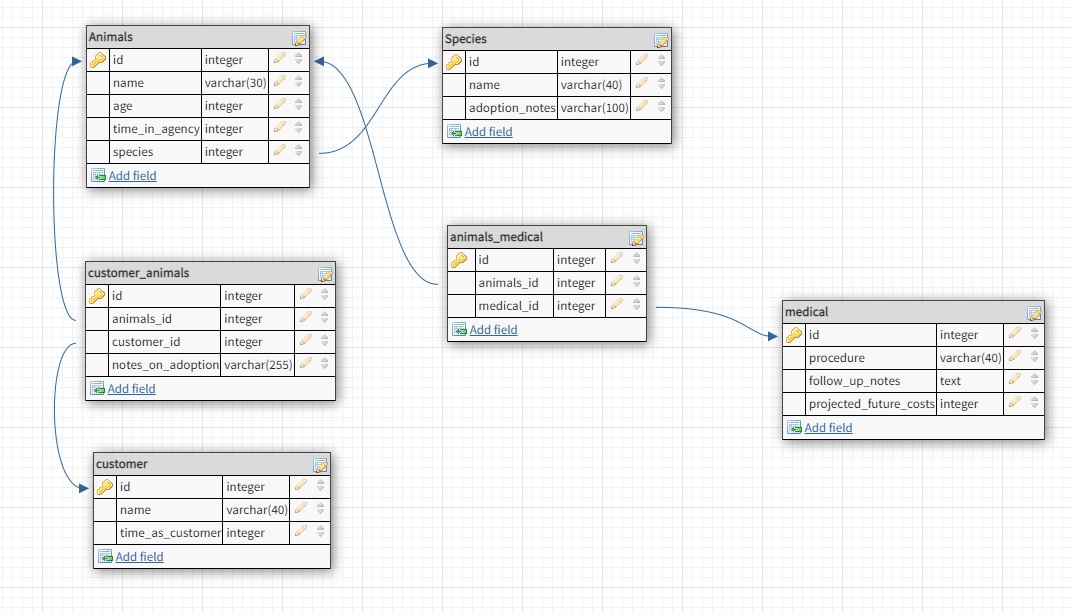 Animals
id integer
name varchar(30)
age integer
time_in_agency integer
species integer
Add field
Species
id integer
name varchar(40)
adoption_notes varchar(100)
Add field
animals_medical
id integer
animals_id integer
medical_id integer
Add field
customer_animals
id integer
animals_id integer
customer_id integer
notes_on_adoption varchar(255)
Add field
medical
id integer
procedure varchar(40)
follow_up_notes text
projected_future_costs integer
Add field
customer
id integer
name varchar(40)
time_as_customer integer
Add field